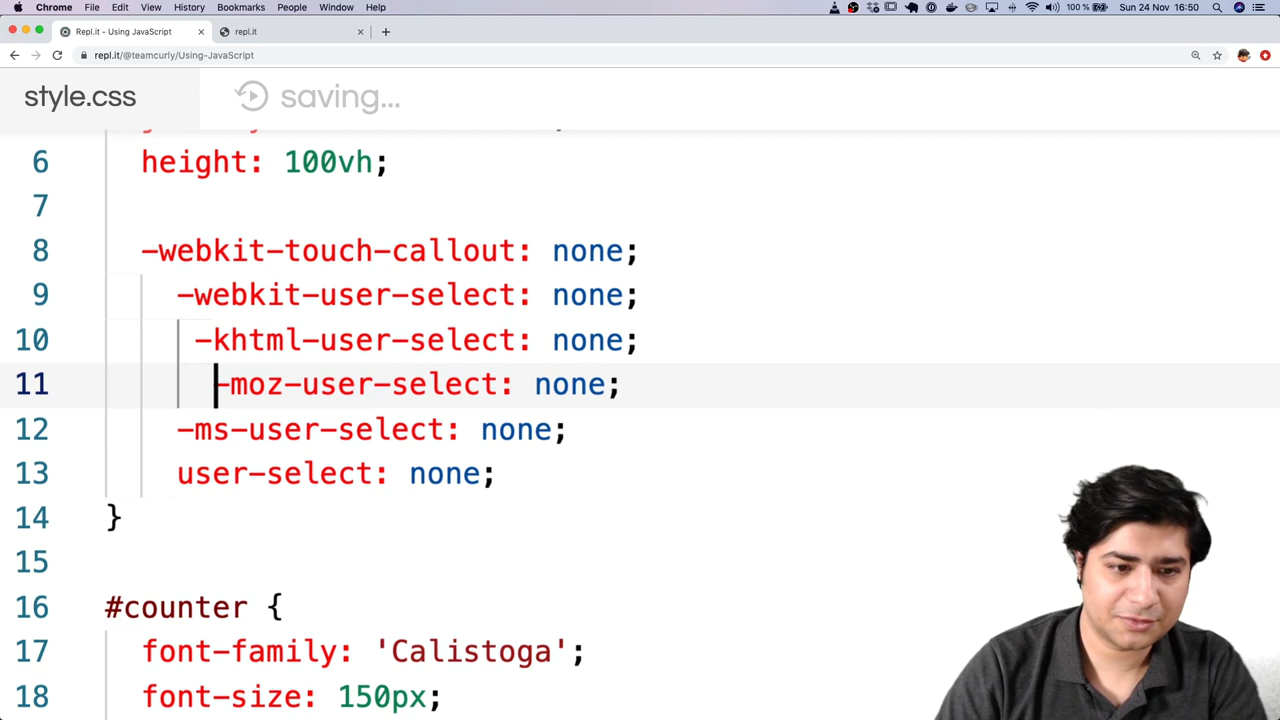 Chrome File Edit View History Bookmarks People Window Help 100 % Sun 24 Nov 16:50
Repl.it - Using JavaScript repl.it
repl.it/@teamcurly/Using-JavaScript
style.css saving...
6 height: 100vh;
7
8 -webkit-touch-callout: none;
9 -webkit-user-select: none;
10 -khtml-user-select: none;
11 -moz-user-select: none;
12 -ms-user-select: none;
13 user-select: none;
14 }
15
16 #counter {
17 font-family: 'Calistoga';
18 font-size: 150px;